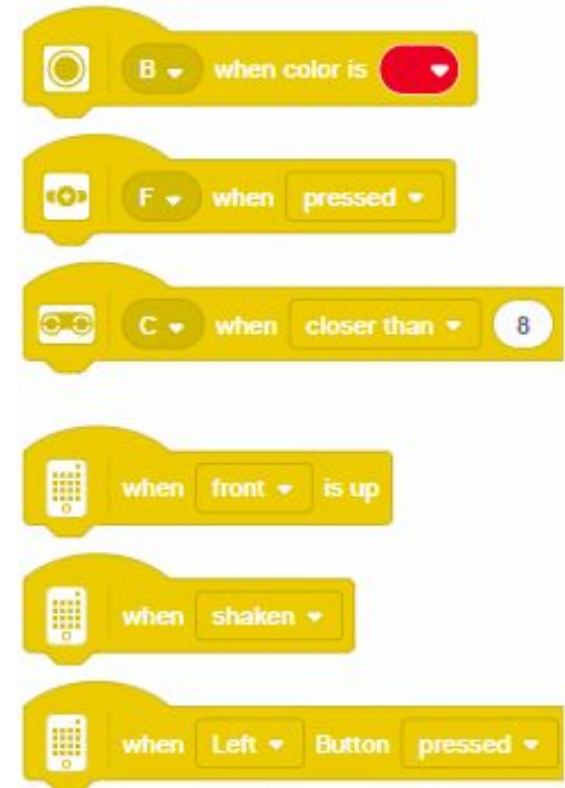 B when color is
F when pressed
C when closer than 8
when front is up
when shaken
when Left Button pressed